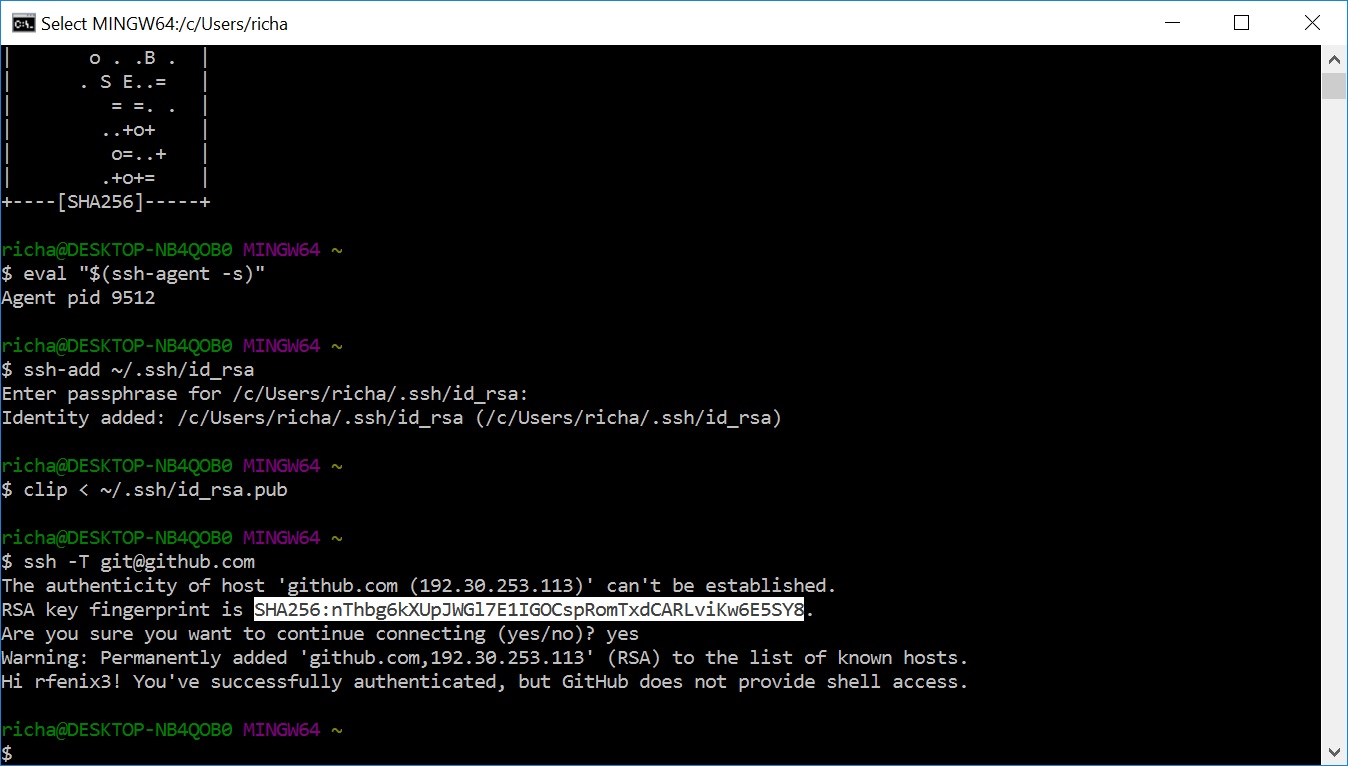 Select MINGW64:/c/Users/richa
|       o . .B .  |
|      . S E..=   |
|         = =. .  |
|        ..+o+    |
|         o=..+   |
|        .+o+=    |
+----[SHA256]-----+
richa@DESKTOP-NB4QOB0 MINGW64 ~
$ eval "$(ssh-agent -s)"
Agent pid 9512
richa@DESKTOP-NB4QOB0 MINGW64 ~
$ ssh-add ~/.ssh/id_rsa
Enter passphrase for /c/Users/richa/.ssh/id_rsa:
Identity added: /c/Users/richa/.ssh/id_rsa (/c/Users/richa/.ssh/id_rsa)
richa@DESKTOP-NB4QOB0 MINGW64 ~
$ clip < ~/.ssh/id_rsa.pub
richa@DESKTOP-NB4QOB0 MINGW64 ~
$ ssh -T git@github.com
The authenticity of host 'github.com (192.30.253.113)' can't be established.
RSA key fingerprint is SHA256:nThbg6kXUpJWGl7E1IGOCspRomTxdCARLviKw6E5SY8.
Are you sure you want to continue connecting (yes/no)? yes
Warning: Permanently added 'github.com,192.30.253.113' (RSA) to the list of known hosts.
Hi rfenix3! You've successfully authenticated, but GitHub does not provide shell access.
richa@DESKTOP-NB4QOB0 MINGW64 ~
$